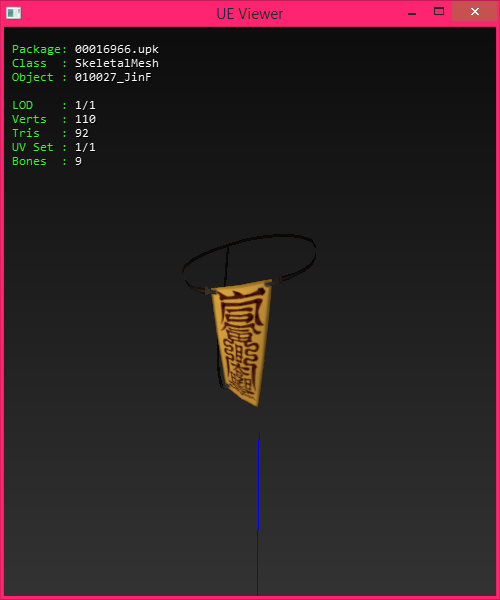 UE Viewer
Package: 00016966.upk
Class : SkeletalMesh
Object : 010027_JinF
LOD : 1/1
Verts : 110
Tris : 92
UV Set : 1/1
Bones : 9